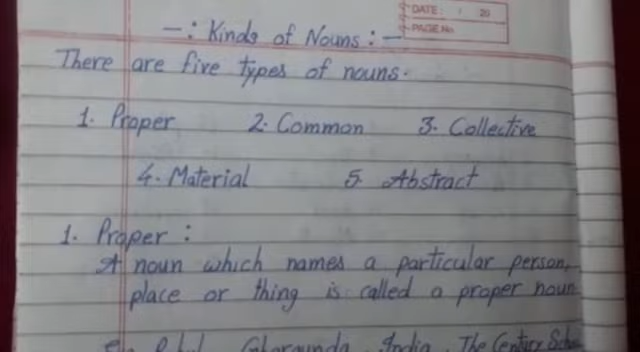 DATE: 20
PAGE No
-: Kinds of Nouns :-
There are five types of nouns.
1. Proper 2. Common 3. Collective
4. Material 5. Abstract
1. Proper :
A noun which names a particular person,
place or thing is called a proper noun
India, The Century